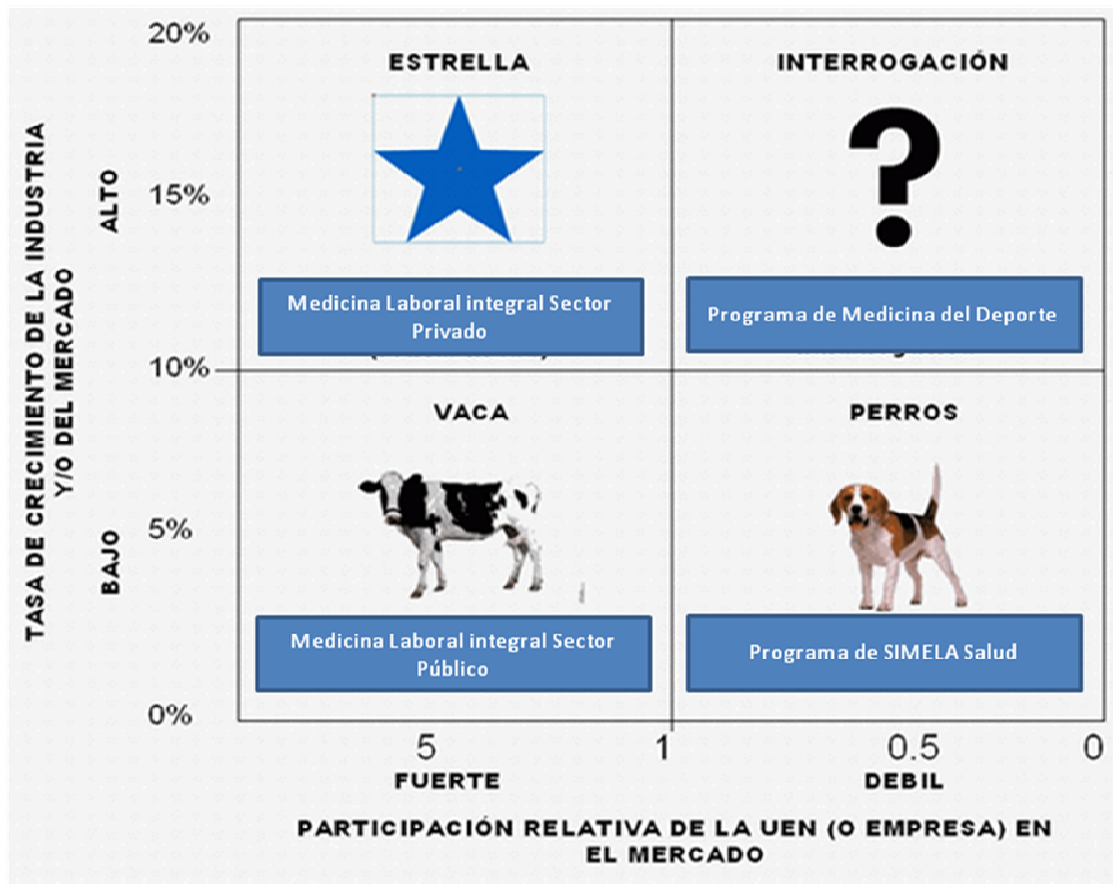 20%
ESTRELLA
INTERROGACIÓN
?
ALTO
15%
Medicina Laboral integral Sector
Privado
Programa de Medicina del Deporte
10%
TASA DE CRECIMIENTO DE LA INDUSTRIA
Y/O DEL MERCADO
VACA
PERROS
BAJO
5%
Medicina Laboral integral Sector
Público
Programa de SIMELA Salud
0%
5
1
0.5
0
FUERTE
DEBIL
PARTICIPACIÓN RELATIVA DE LA UEN (O EMPRESA) EN
EL MERCADO